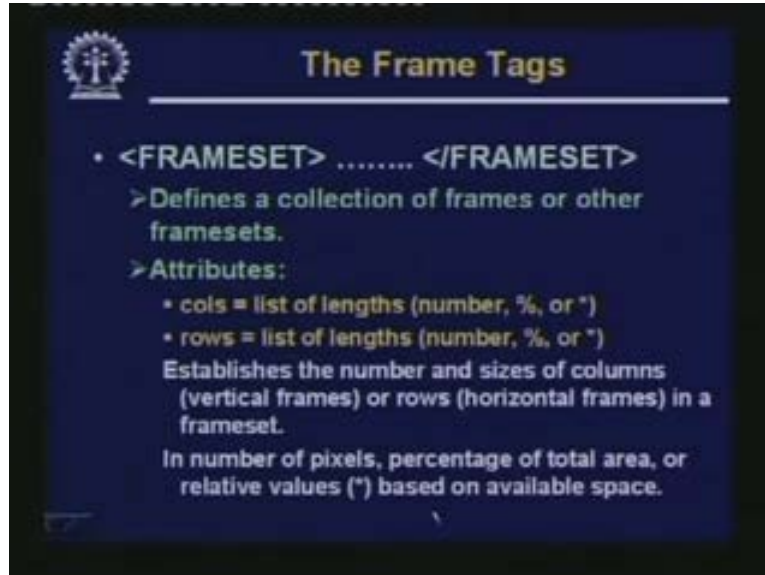 The Frame Tags
• <FRAMESET> …….. </FRAMESET>
➢Defines a collection of frames or other
framesets.
➢Attributes:
• cols = list of lengths (number, %, or *)
• rows = list of lengths (number, %, or *)
Establishes the number and sizes of columns
(vertical frames) or rows (horizontal frames) in a
frameset.
In number of pixels, percentage of total area, or
relative values (*) based on available space.